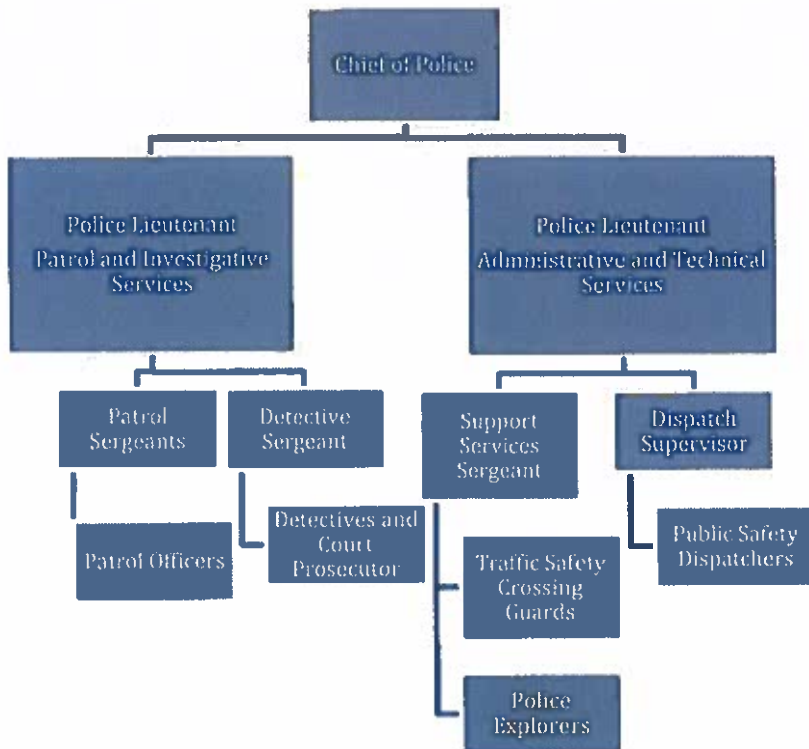 Chief of Police
Police Lieutenant
Patrol and Investigative
Services
Police Lieutenant
Administrative and Technical
Services
Patrol
Sergeants
Detective
Sergeant
Support
Services
Sergeant
Dispatch
Supervisor
Patrol Officers
Detectives and
Court
Prosecutor
Traffic Safety
Crossing
Guards
Public Safety
Dispatchers
Police
Explorers